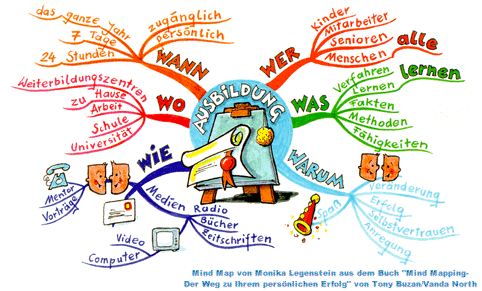 AUSBILDUNG
WANN
das ganze Jahr
7 Tage
24 Stunden
zugänglich
persönlich
WER
Kinder
Mitarbeiter
Senioren
Menschen
alle
WO
Weiterbildungszentren
zu Hause
Arbeit
Schule
Universität
WAS
lernen
Verfahren
Lernen
Fakten
Methoden
Fähigkeiten
WIE
Mentor
Vorträge
Medien
Radio
Bücher
Zeitschriften
Video
Computer
WARUM
Spaß
Veränderung
Erfolg
Selbstvertrauen
Anregung
Mind Map von Monika Legenstein aus dem Buch "Mind Mapping-
Der Weg zu Ihrem persönlichen Erfolg" von Tony Buzan/Vanda North